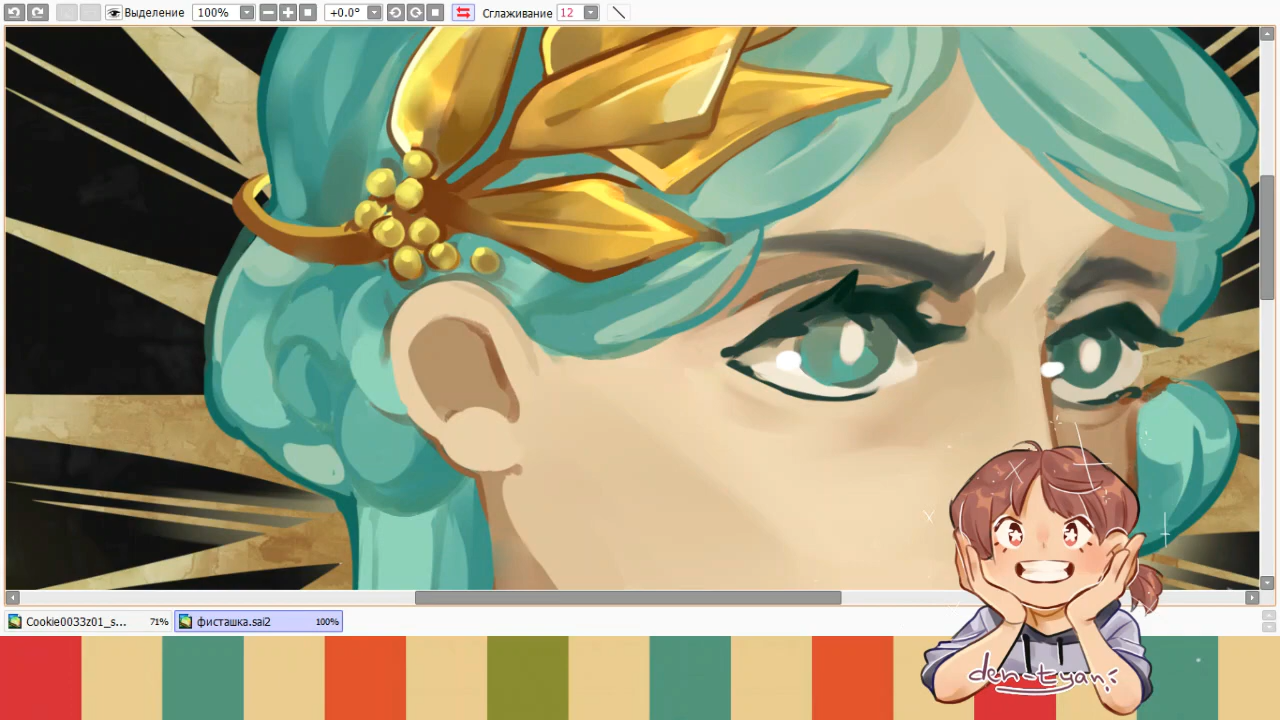 Выделение 100% +0.0° Сглаживание 12
Cookie0033z01_s... 71% фисташка.sai2 100%
den-tyan: